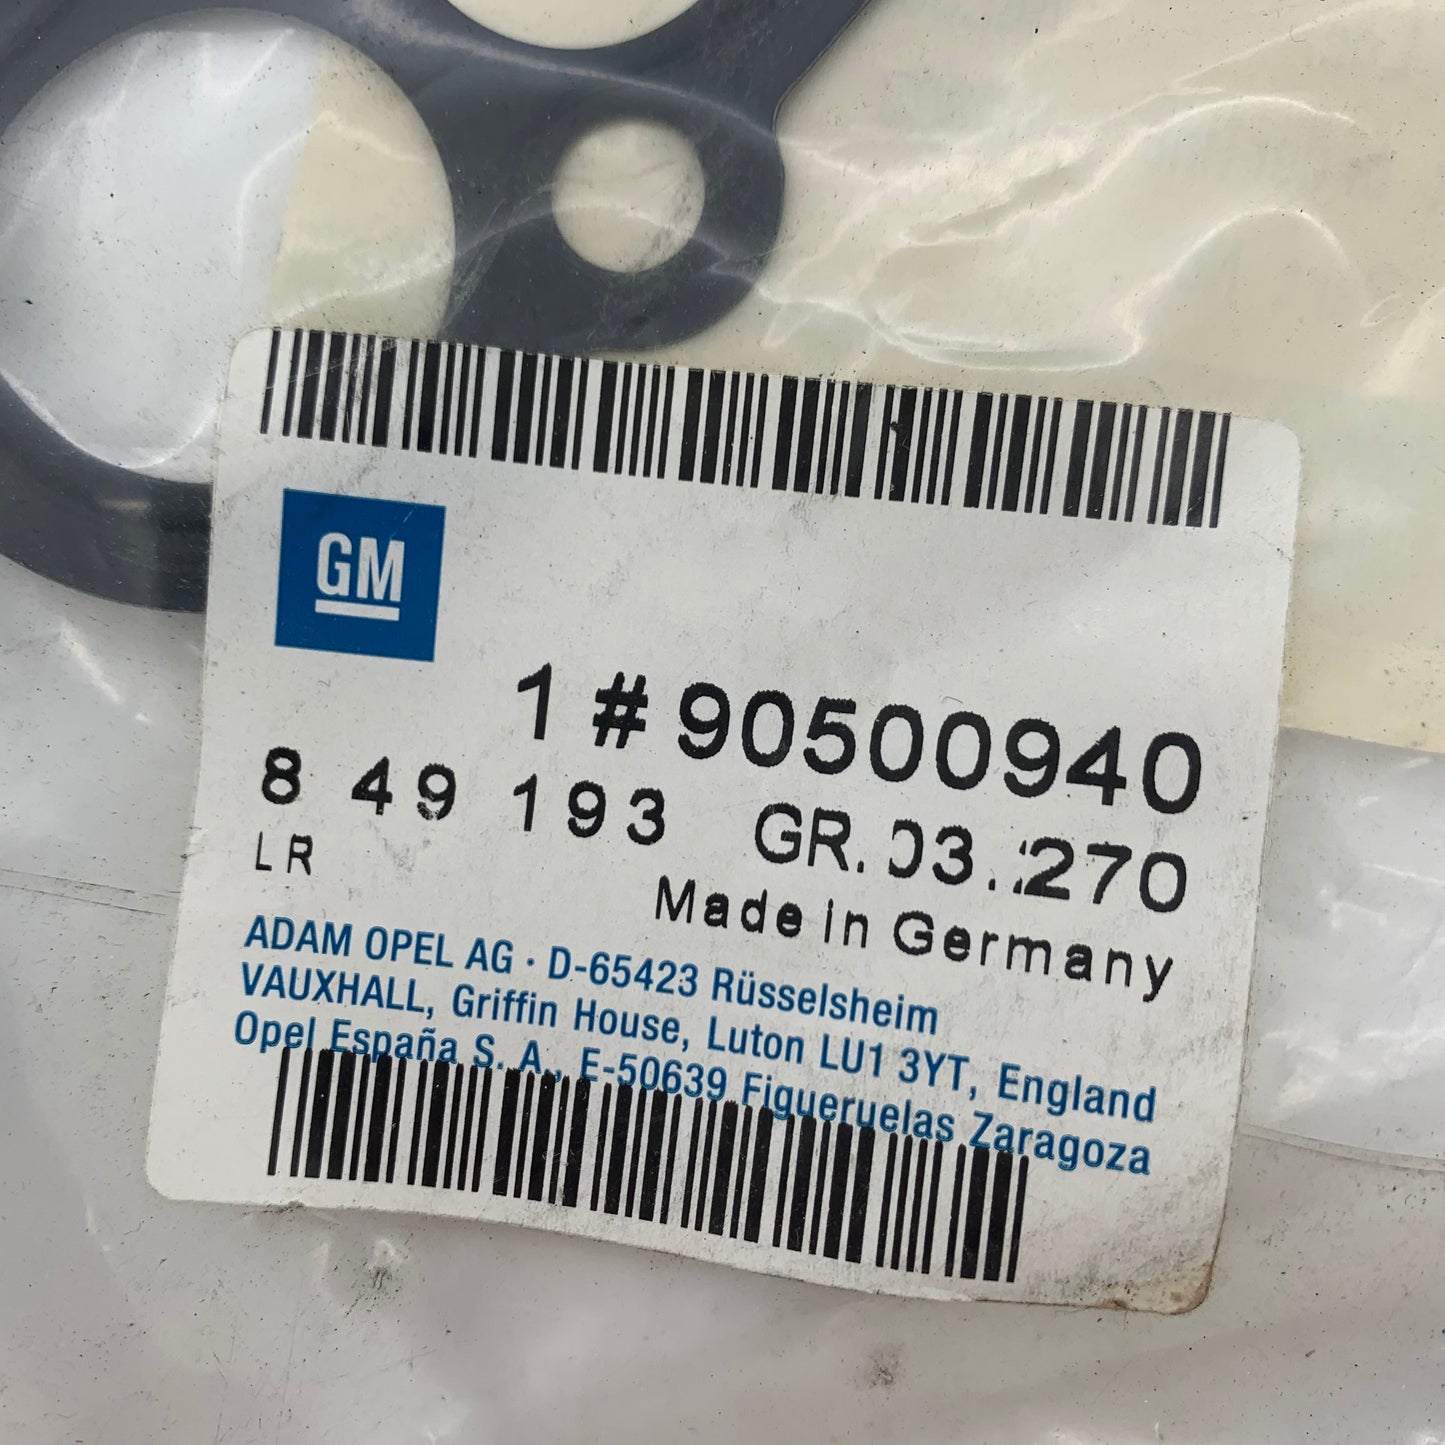 GM
1 # 90500940
8 49 193 GR. 03.
LR
Made in Germany
ADAM OPEL AG · D-65423 Rüsselsheim
VAUXHALL, Griffin House, Luton LU1 3YT, England
Opel España S. A., E-50639 Figueruelas Zaragoza